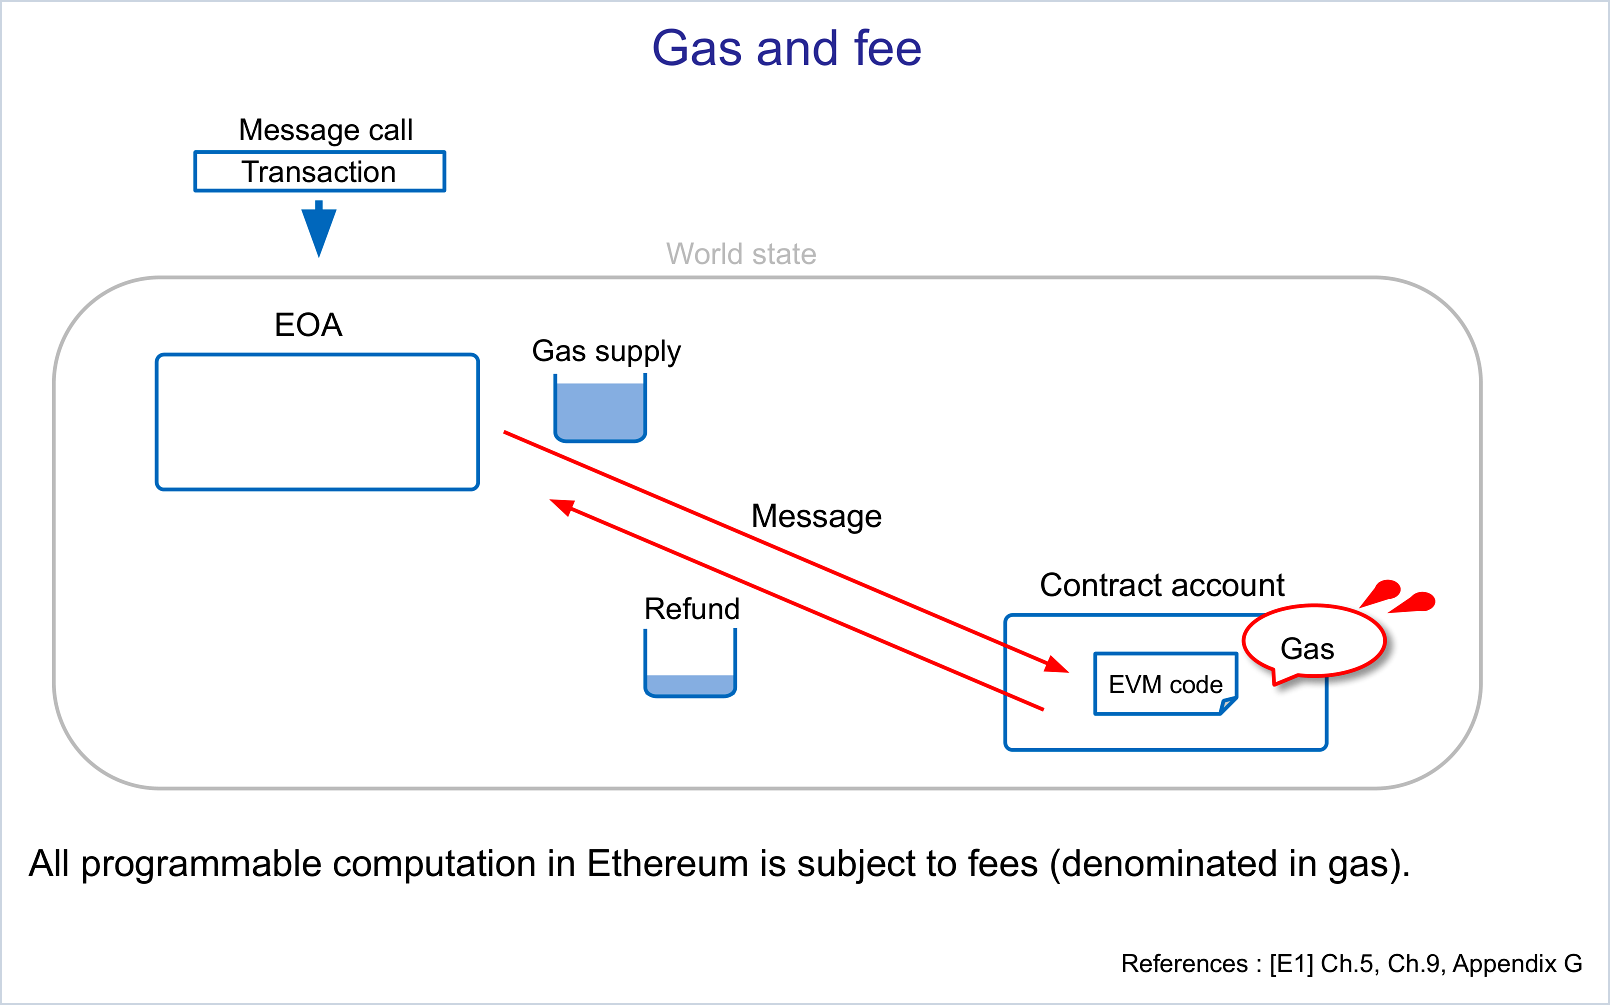 Gas and fee
Message call
Transaction
World state
EOA
Gas supply
Message
Refund
Contract account
Gas
EVM code
All programmable computation in Ethereum is subject to fees (denominated in gas).
References : [E1] Ch.5, Ch.9, Appendix G